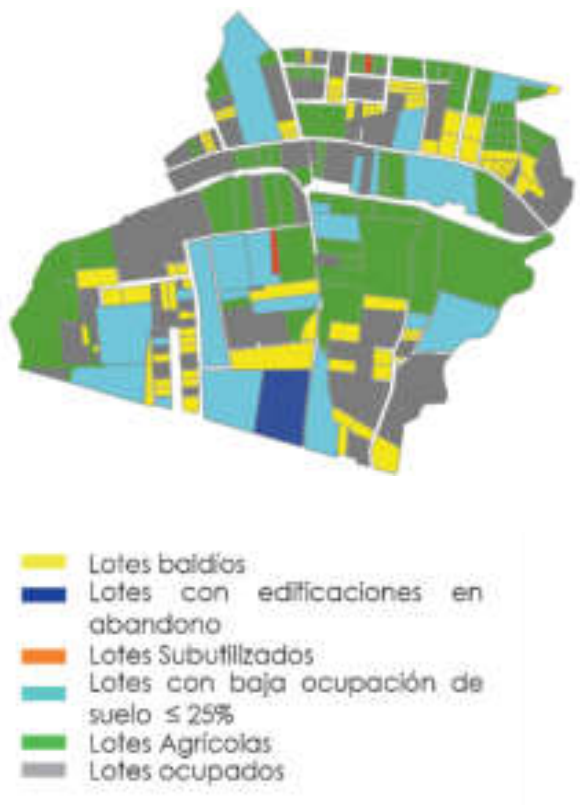 Lotes baldíos
Lotes con edificaciones en
abandono
Lotes Subutilizados
Lotes con baja ocupación de
suelo ≤ 25%
Lotes Agrícolas
Lotes ocupados